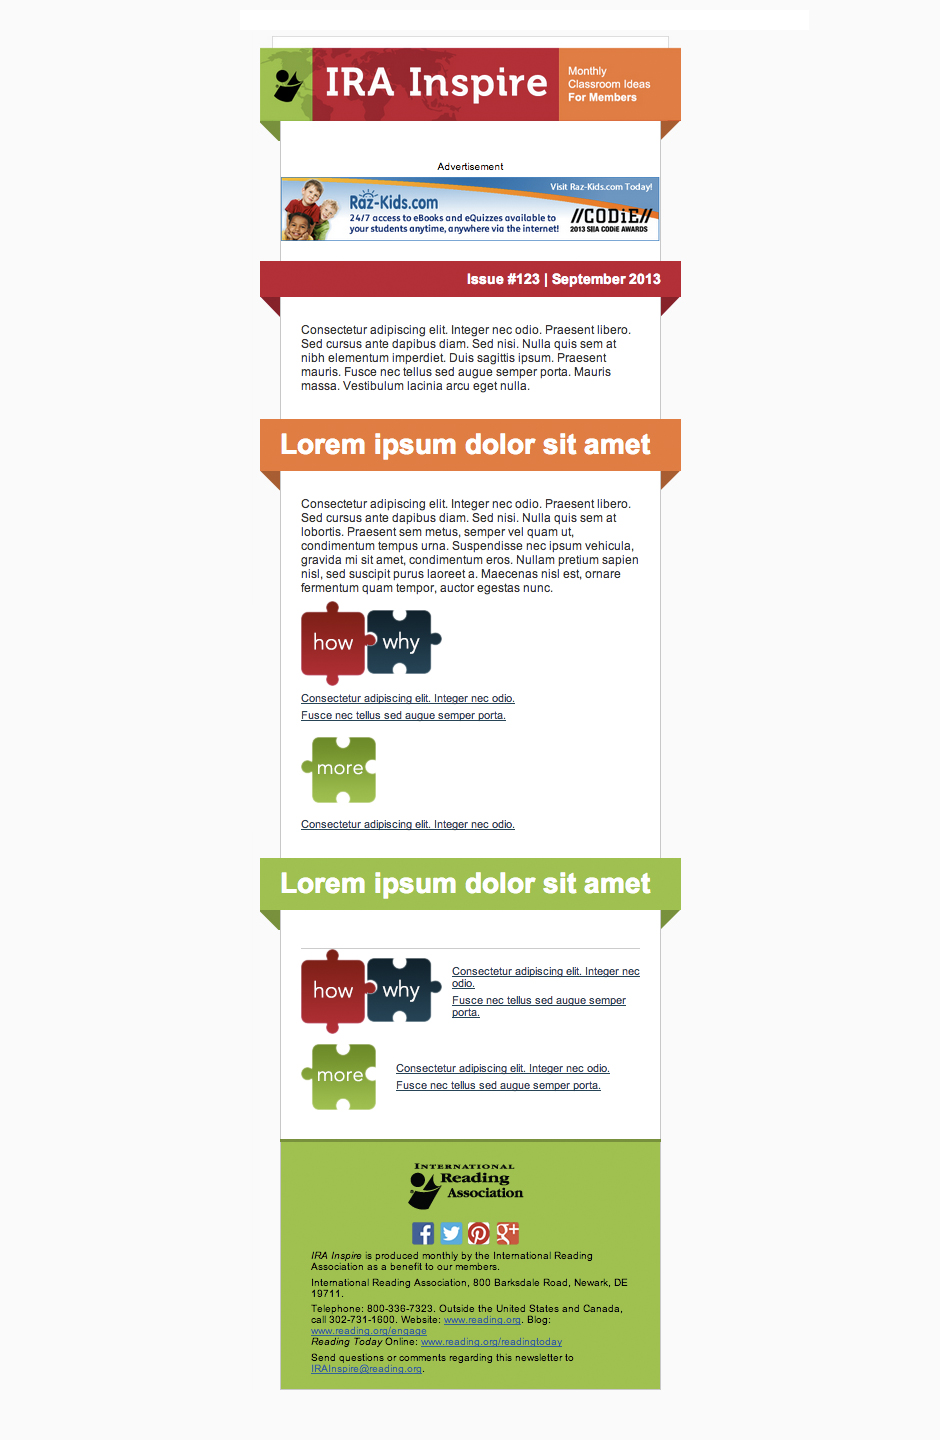 IRA Inspire
Monthly
Classroom Ideas
For Members
Advertisement
Visit Raz-Kids.com Today!
Raz-Kids.com
24/7 access to eBooks and eQuizzes available to
your students anytime, anywhere via the internet!
//CODiE//
2013 SIIA CODiE AWARDS
Issue #123 | September 2013
Consectetur adipiscing elit. Integer nec odio. Praesent libero.
Sed cursus ante dapibus diam. Sed nisi. Nulla quis sem at
nibh elementum imperdiet. Duis sagittis ipsum. Praesent
mauris. Fusce nec tellus sed augue semper porta. Mauris
massa. Vestibulum lacinia arcu eget nulla.
Lorem ipsum dolor sit amet
Consectetur adipiscing elit. Integer nec odio. Praesent libero.
Sed cursus ante dapibus diam. Sed nisi. Nulla quis sem at
lobortis. Praesent sem metus, semper vel quam ut,
condimentum tempus urna. Suspendisse nec ipsum vehicula,
gravida mi sit amet, condimentum eros. Nullam pretium sapien
nisl, sed suscipit purus laoreet a. Maecenas nisl est, ornare
fermentum quam tempor, auctor egestas nunc.
how why
Consectetur adipiscing elit. Integer nec odio.
Fusce nec tellus sed augue semper porta.
more
Consectetur adipiscing elit. Integer nec odio.
Lorem ipsum dolor sit amet
how why
Consectetur adipiscing elit. Integer nec
odio.
Fusce nec tellus sed augue semper
porta.
more
Consectetur adipiscing elit. Integer nec odio.
Fusce nec tellus sed augue semper porta.
International
Reading
Association
IRA Inspire is produced monthly by the International Reading
Association as a benefit to our members.
International Reading Association, 800 Barksdale Road, Newark, DE
19711.
Telephone: 800-336-7323. Outside the United States and Canada,
call 302-731-1600. Website: www.reading.org. Blog:
www.reading.org/engage
Reading Today Online: www.reading.org/readingtoday
Send questions or comments regarding this newsletter to
IRAInspire@reading.org.